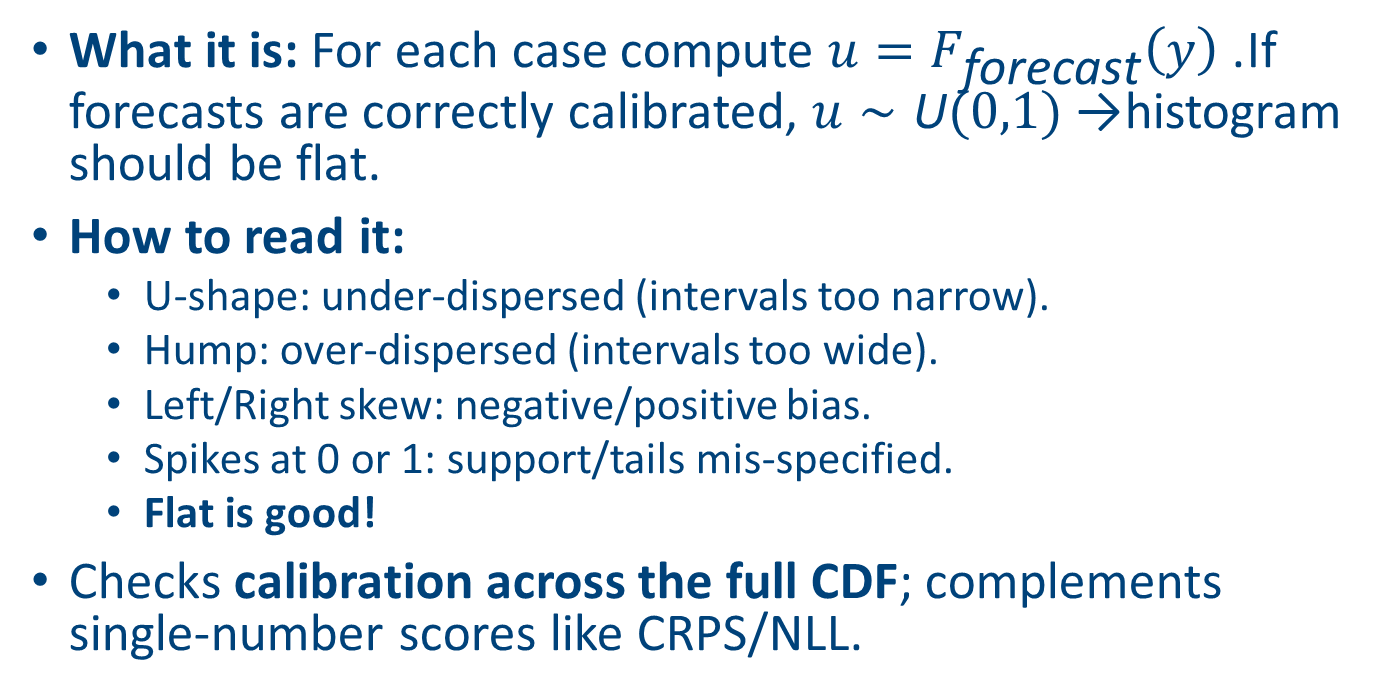 • What it is: For each case compute u = F_forecast(y) .If
forecasts are correctly calibrated, u ~ U(0,1) →histogram
should be flat.
• How to read it:
• U-shape: under-dispersed (intervals too narrow).
• Hump: over-dispersed (intervals too wide).
• Left/Right skew: negative/positive bias.
• Spikes at 0 or 1: support/tails mis-specified.
• Flat is good!
• Checks calibration across the full CDF; complements
single-number scores like CRPS/NLL.